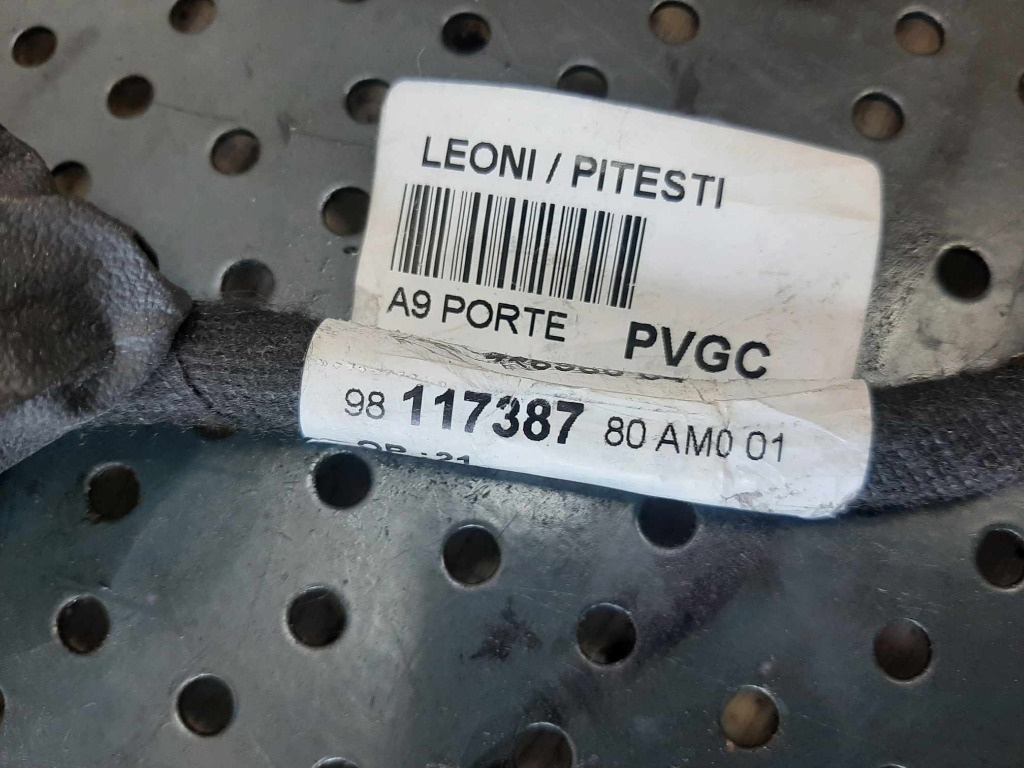 LEONI / PITESTI
A9 PORTE PVGC
98 117387 80 AM0 01